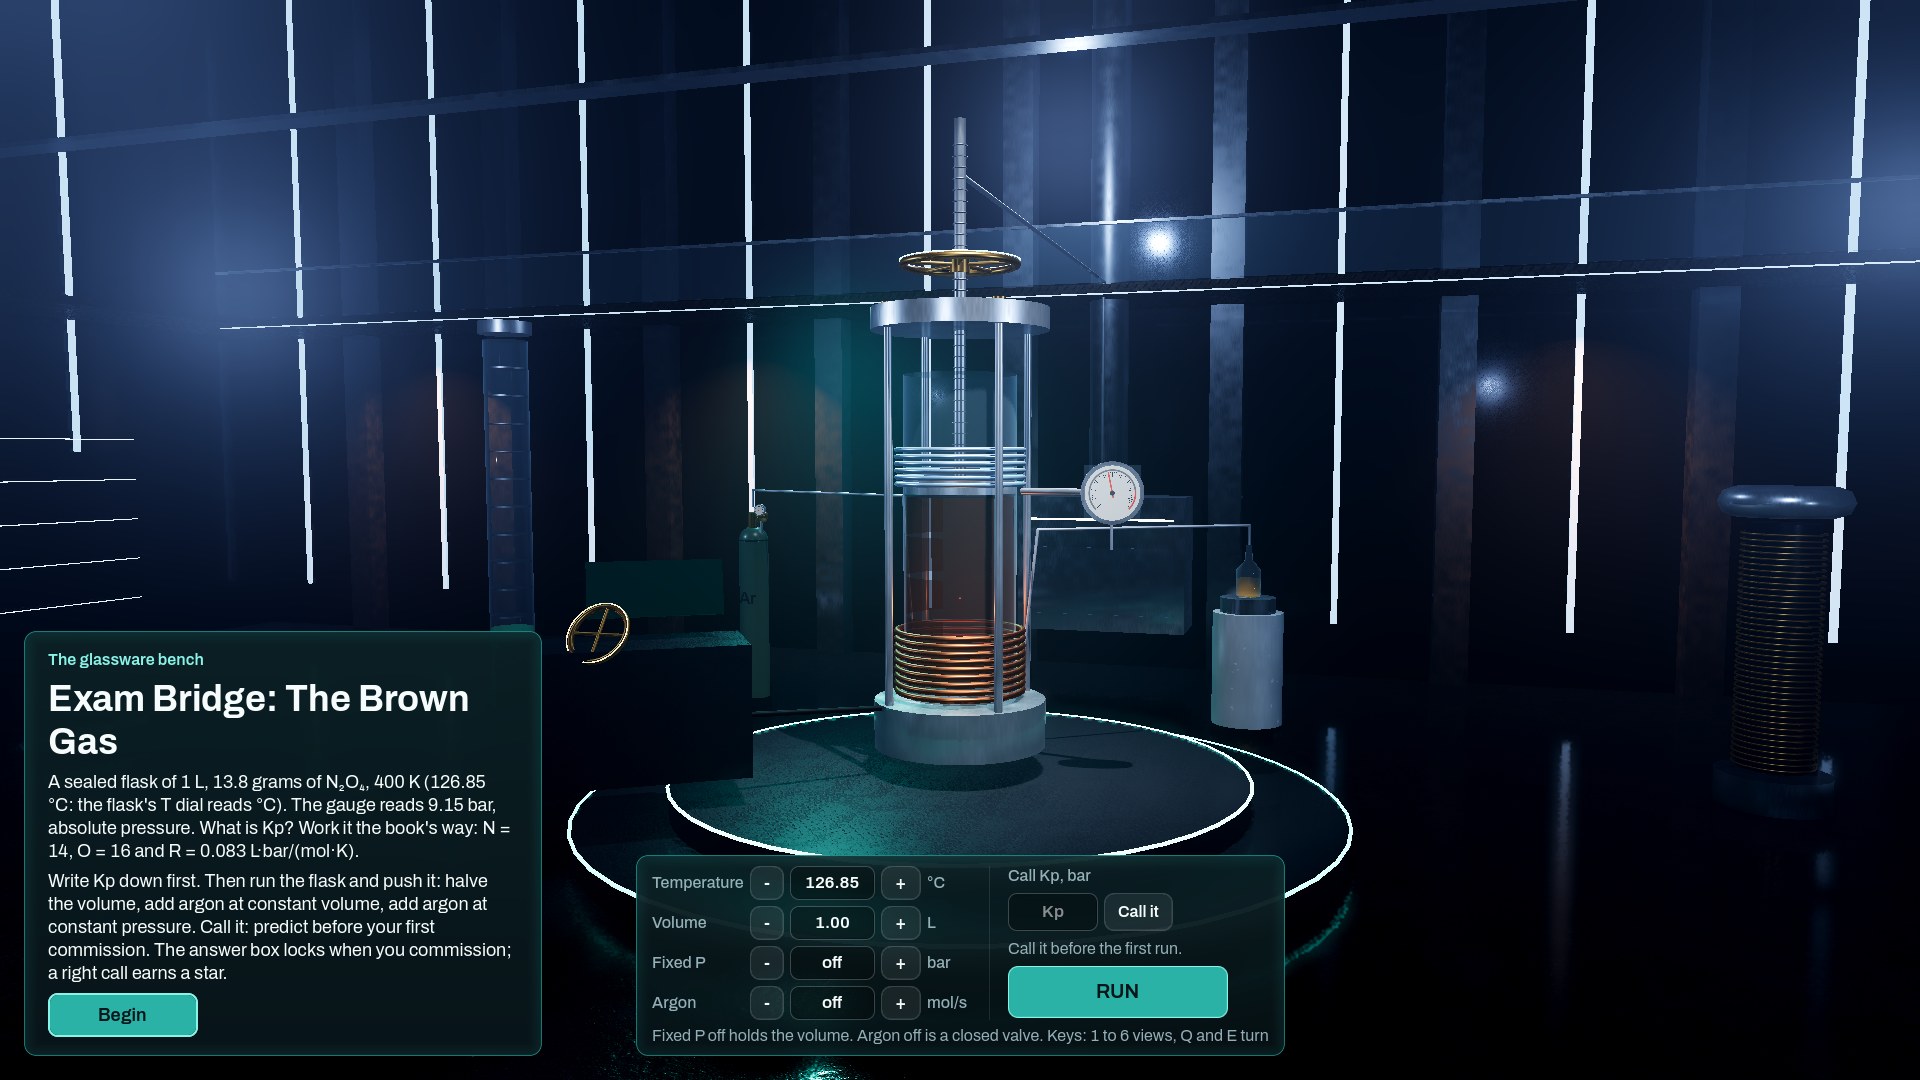 The glassware bench
Exam Bridge: The Brown
Gas
A sealed flask of 1 L, 13.8 grams of N₂O₄, 400 K (126.85
°C: the flask's T dial reads °C). The gauge reads 9.15 bar,
absolute pressure. What is Kp? Work it the book's way: N =
14, O = 16 and R = 0.083 L·bar/(mol·K).
Write Kp down first. Then run the flask and push it: halve
the volume, add argon at constant volume, add argon at
constant pressure. Call it: predict before your first
commission. The answer box locks when you commission;
a right call earns a star.
Begin
Ar
Temperature - 126.85 + °C
Volume - 1.00 + L
Fixed P - off + bar
Argon - off + mol/s
Call Kp, bar
Kp Call it
Call it before the first run.
RUN
Fixed P off holds the volume. Argon off is a closed valve. Keys: 1 to 6 views, Q and E turn